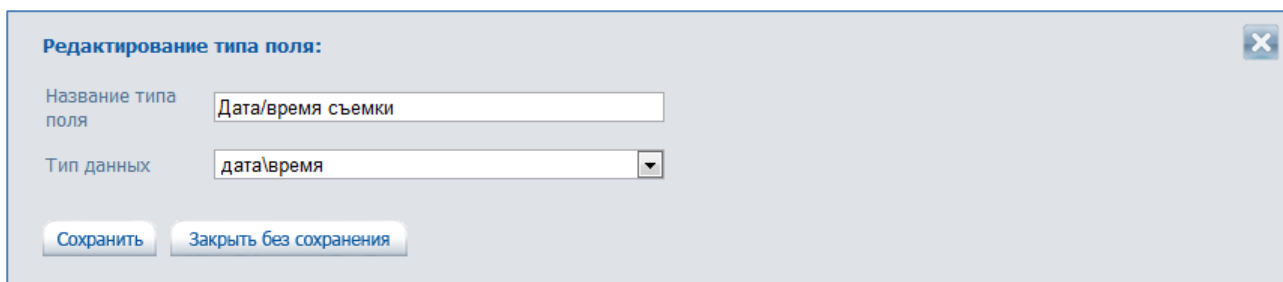 Редактирование типа поля:
Название типа
поля
Дата/время съемки
Тип данных
дата\время
Сохранить
Закрыть без сохранения